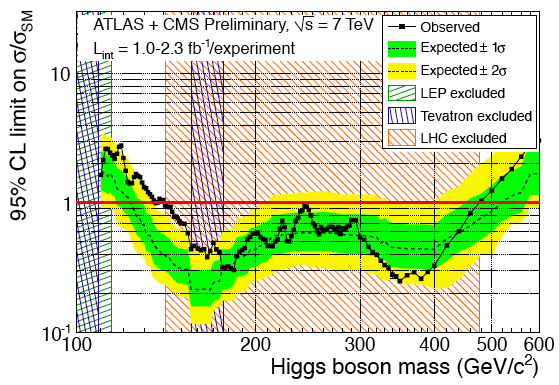 ATLAS + CMS Preliminary, √s = 7 TeV
L_int = 1.0-2.3 fb⁻¹/experiment
Observed
Expected ± 1σ
Expected ± 2σ
LEP excluded
Tevatron excluded
LHC excluded
95% CL limit on σ/σ_SM
10
1
10⁻¹
100 200 300 400 500 600
Higgs boson mass (GeV/c²)